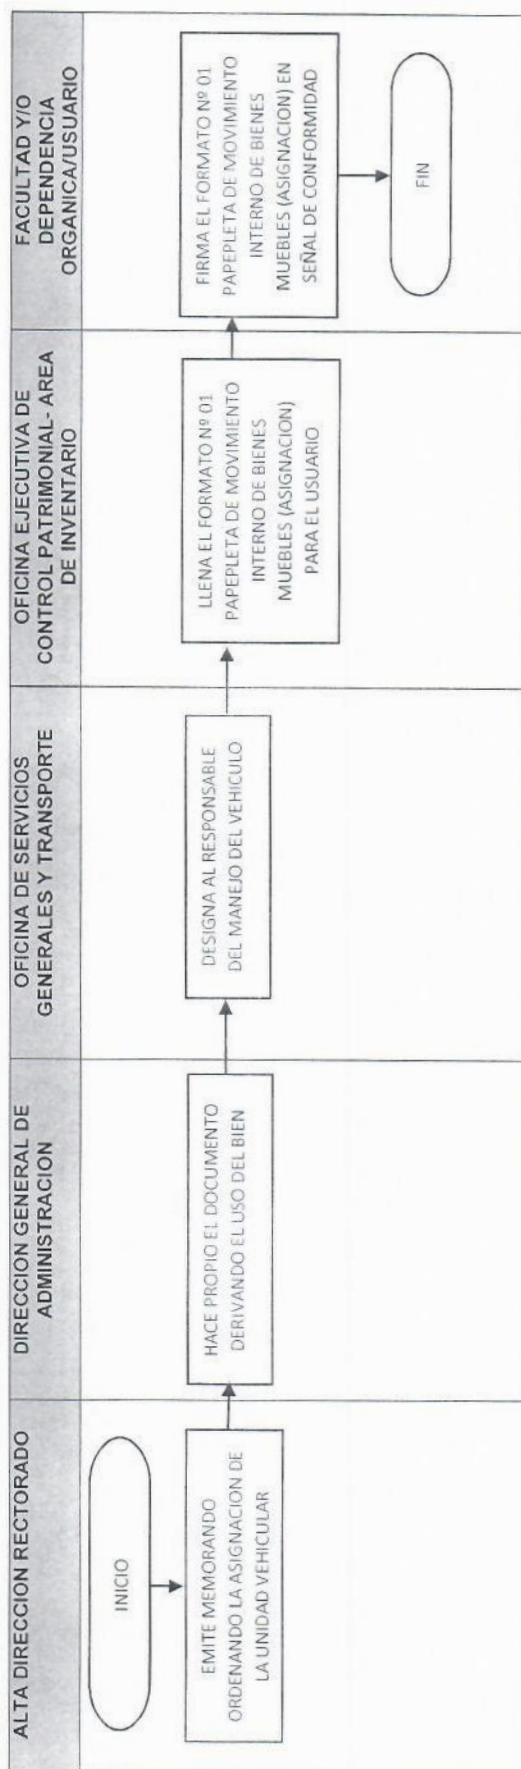 ALTA DIRECCION RECTORADO
DIRECCION GENERAL DE
ADMINISTRACION
OFICINA DE SERVICIOS
GENERALES Y TRANSPORTE
OFICINA EJECUTIVA DE
CONTROL PATRIMONIAL- AREA
DE INVENTARIO
FACULTAD Y/O
DEPENDENCIA
ORGANICA/USUARIO
INICIO
EMITE MEMORANDO
ORDENANDO LA ASIGNACION DE
LA UNIDAD VEHICULAR
HACE PROPIO EL DOCUMENTO
DERIVANDO EL USO DEL BIEN
DESIGNA AL RESPONSABLE
DEL MANEJO DEL VEHICULO
LLENA EL FORMATO Nº 01
PAPEPLETA DE MOVIMIENTO
INTERNO DE BIENES
MUEBLES (ASIGNACION)
PARA EL USUARIO
FIRMA EL FORMATO Nº 01
PAPEPLETA DE MOVIMIENTO
INTERNO DE BIENES
MUEBLES (ASIGNACION) EN
SEÑAL DE CONFORMIDAD
FIN